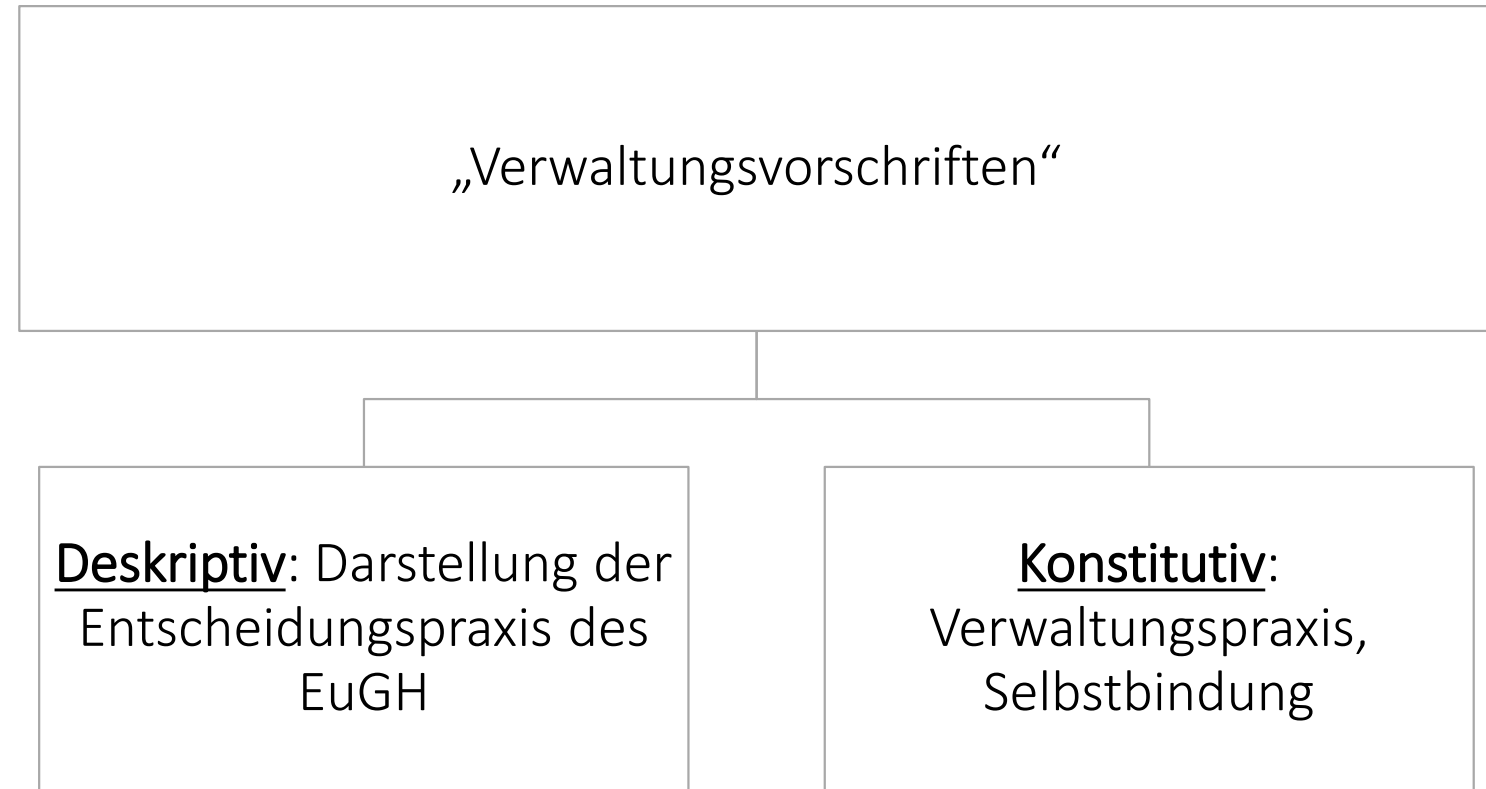 „Verwaltungsvorschriften“
Deskriptiv: Darstellung der
Entscheidungspraxis des
EuGH
Konstitutiv:
Verwaltungspraxis,
Selbstbindung